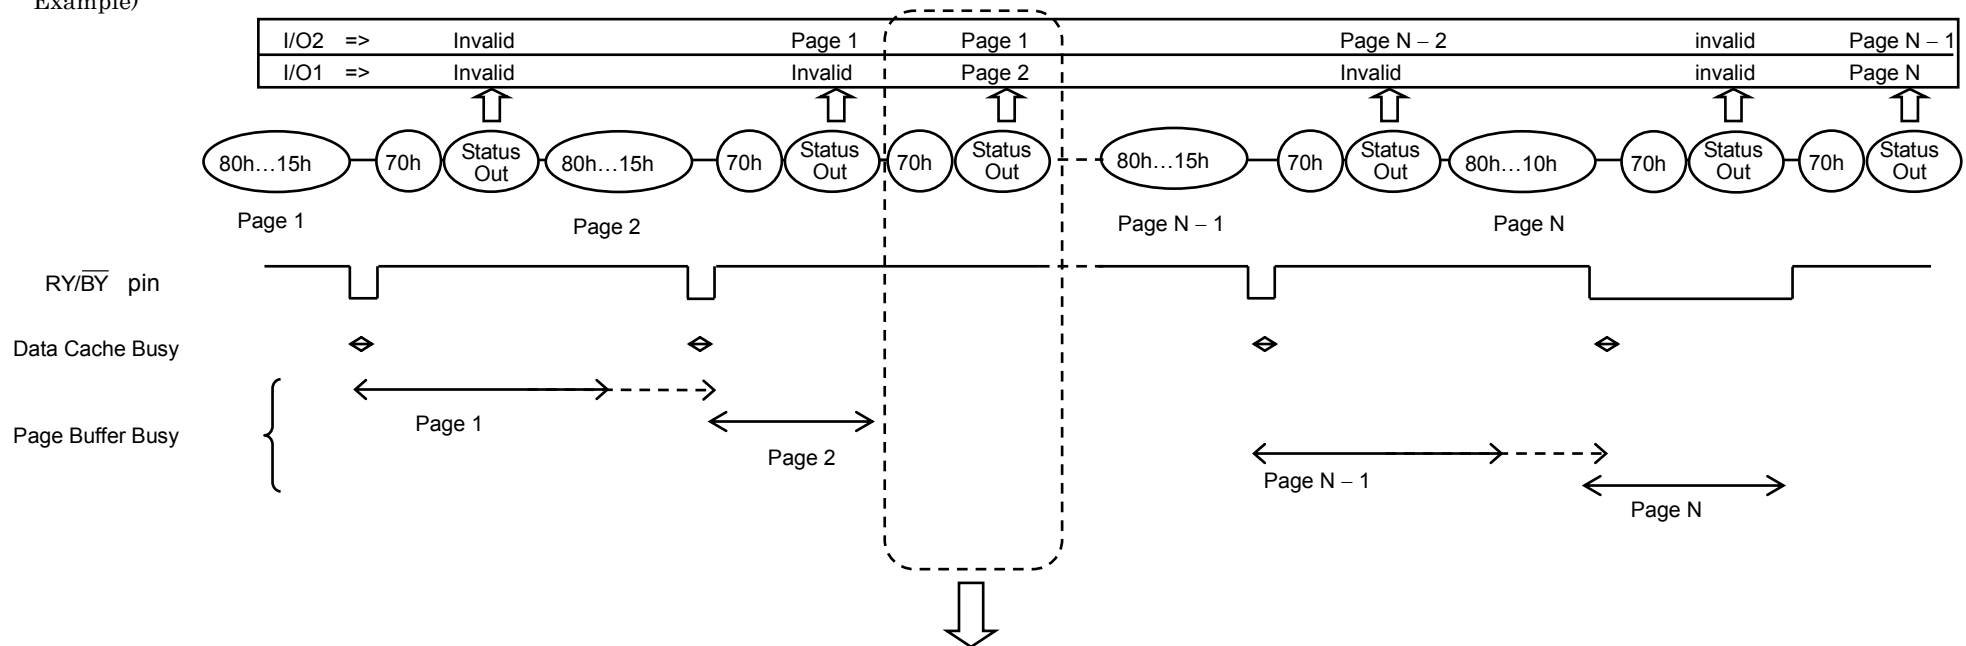 Example)
I/O2 => Invalid Page 1 Page 1 Page N – 2 invalid Page N – 1
I/O1 => Invalid Invalid Page 2 Invalid invalid Page N
80h…15h 70h Status Out 80h…15h 70h Status Out 70h Status Out 80h…15h 70h Status Out 80h…10h 70h Status Out 70h Status Out
Page 1 Page 2 Page N – 1 Page N
RY/B̅Y̅ pin
Data Cache Busy
Page 1
Page Buffer Busy
Page 2
Page N – 1
Page N